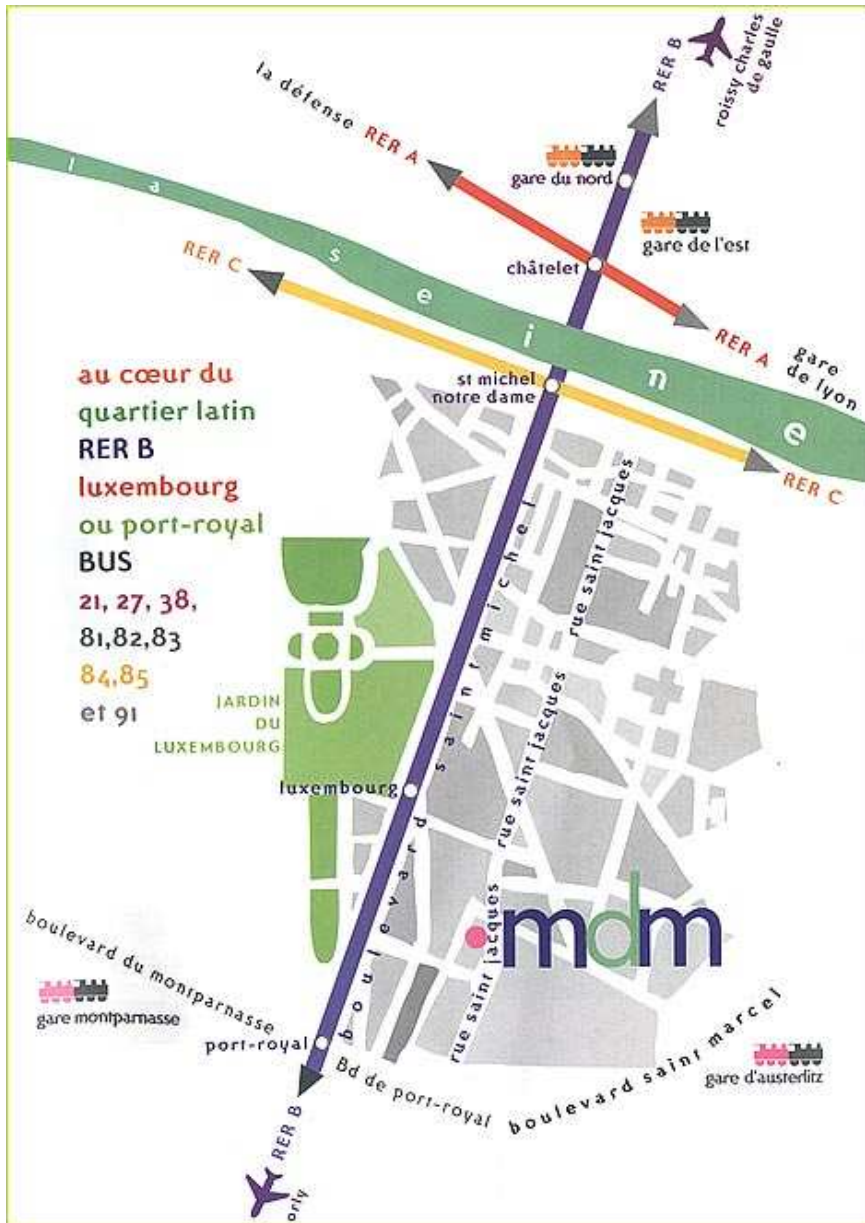 RER B
roissy charles
de gaulle
la défense
RER A
gare du nord
gare de l'est
RER C
châtelet
la seine
RER A
gare
de lyon
st michel
notre dame
RER C
au cœur du
quartier latin
RER B
luxembourg
ou port-royal
BUS
21, 27, 38,
81,82,83
84,85
et 91
JARDIN
DU
LUXEMBOURG
luxembourg
boulevard saint michel
rue saint jacques
rue saint jacques
rue saint jacques
rue saint jacques
mdm
boulevard du montparnasse
gare montparnasse
port-royal
Bd de port-royal
boulevard saint marcel
gare d'austerlitz
RER B
orly